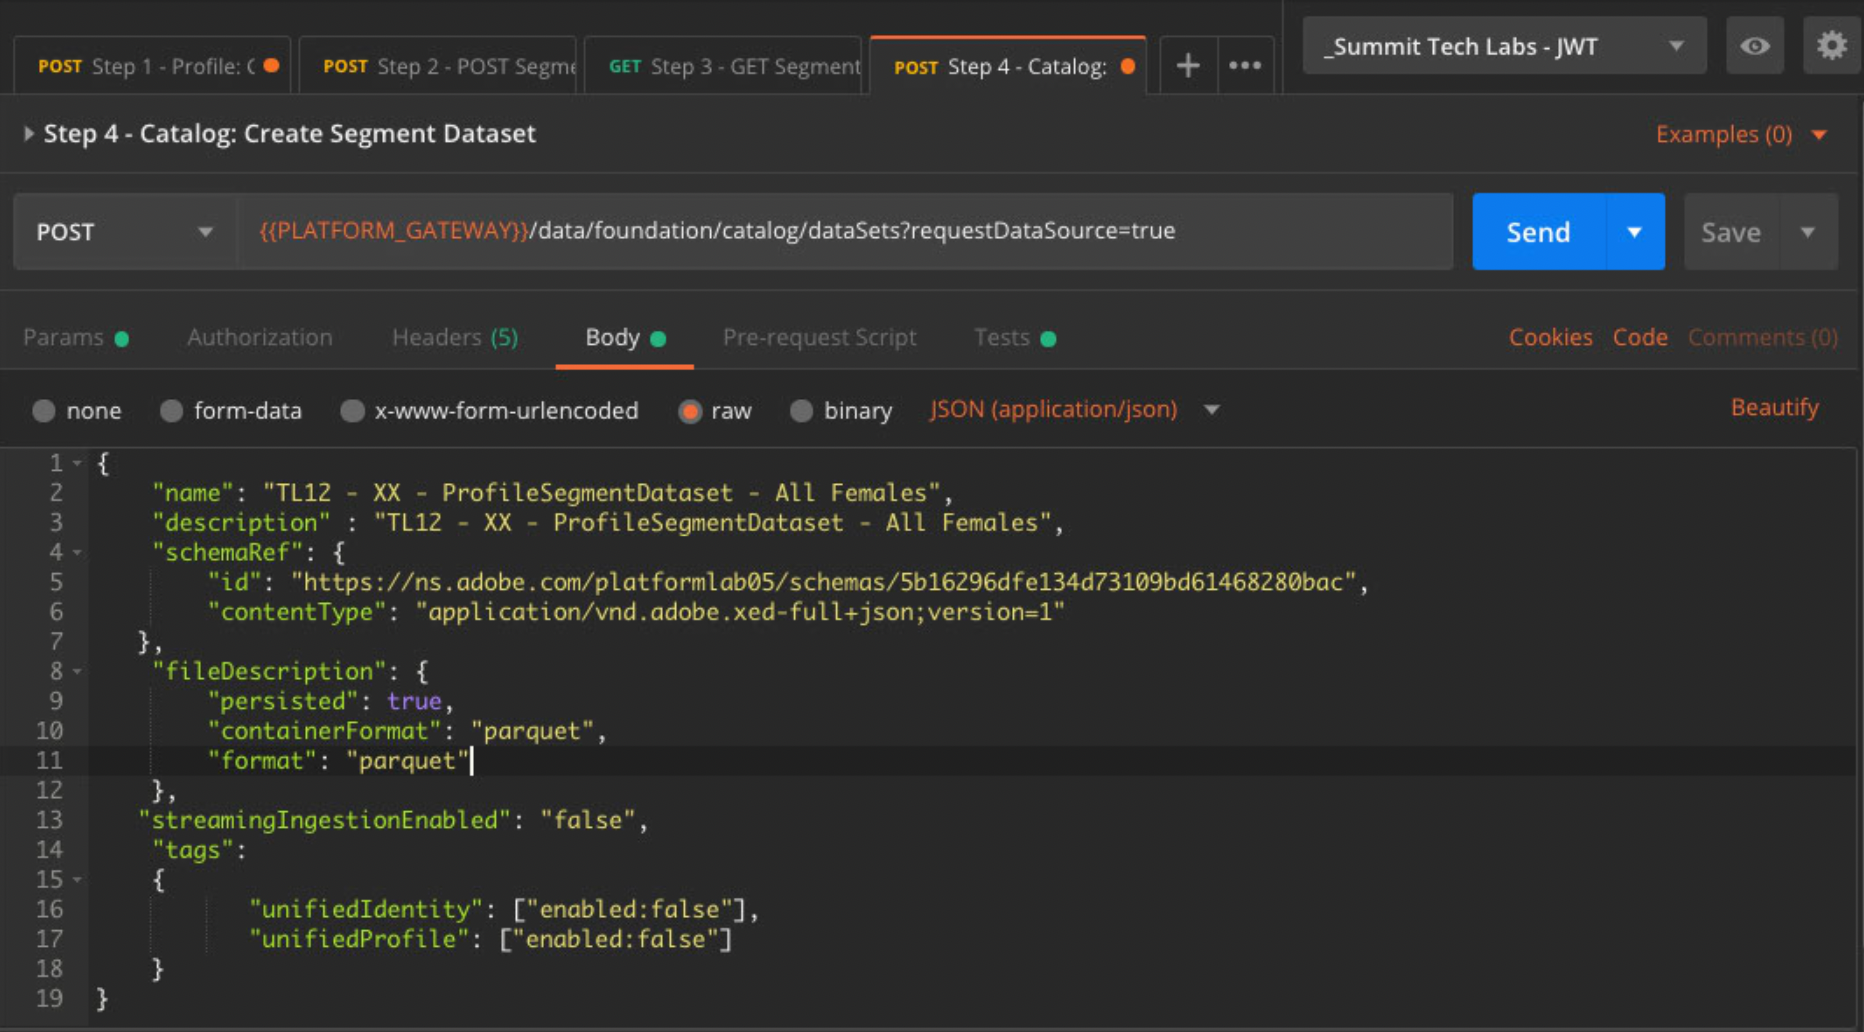 POST Step 1 - Profile: C
POST Step 2 - POST Segme
GET Step 3 - GET Segment
POST Step 4 - Catalog:
_Summit Tech Labs - JWT
Step 4 - Catalog: Create Segment Dataset
Examples (0)
POST
{{PLATFORM_GATEWAY}}/data/foundation/catalog/dataSets?requestDataSource=true
Send
Save
Params
Authorization
Headers (5)
Body
Pre-request Script
Tests
Cookies
Code
Comments (0)
none
form-data
x-www-form-urlencoded
raw
binary
JSON (application/json)
Beautify
1 {
2 "name": "TL12 - XX - ProfileSegmentDataset - All Females",
3 "description" : "TL12 - XX - ProfileSegmentDataset - All Females",
4 "schemaRef": {
5 "id": "https://ns.adobe.com/platformlab05/schemas/5b16296dfe134d73109bd61468280bac",
6 "contentType": "application/vnd.adobe.xed-full+json;version=1"
7 },
8 "fileDescription": {
9 "persisted": true,
10 "containerFormat": "parquet",
11 "format": "parquet"
12 },
13 "streamingIngestionEnabled": "false",
14 "tags":
15 {
16 "unifiedIdentity": ["enabled:false"],
17 "unifiedProfile": ["enabled:false"]
18 }
19 }